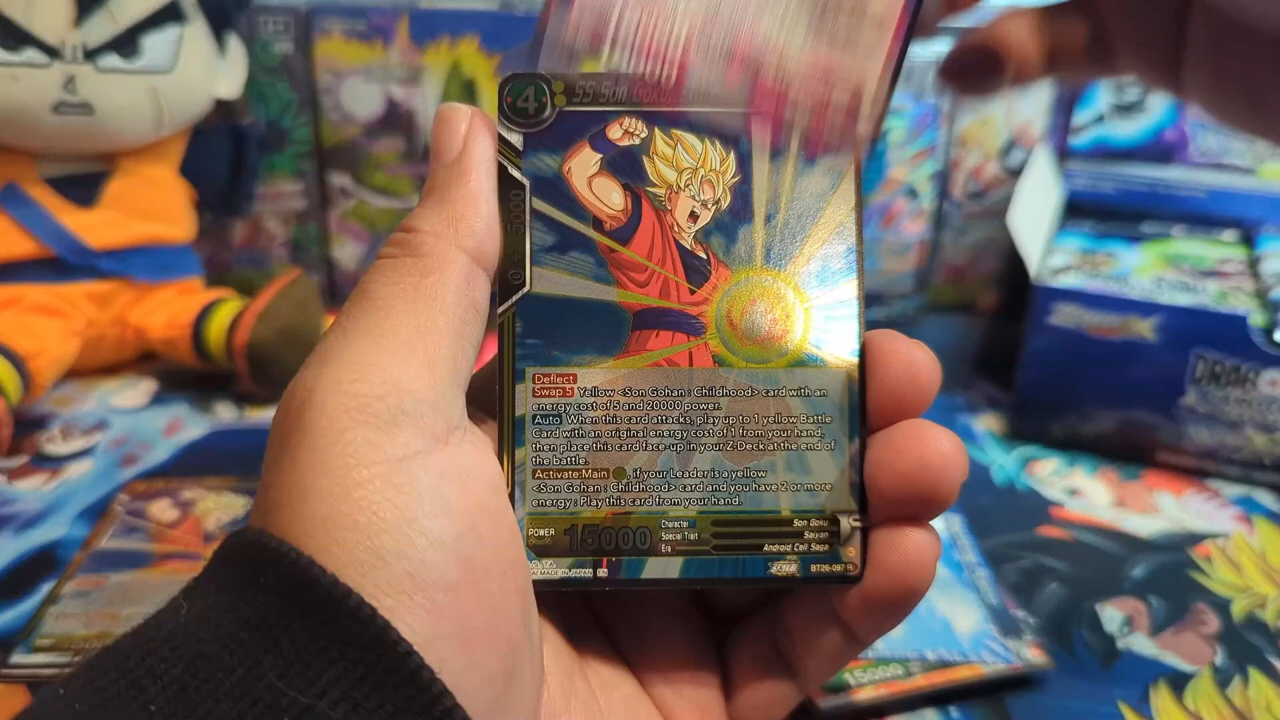 4
SS Son Goku,
5000
Deflect
Swap 5 Yellow <Son Gohan : Childhood> card with an
energy cost of 5 and 20000 power.
Auto When this card attacks, play up to 1 yellow Battle
Card with an original energy cost of 1 from your hand,
then place this card face-up in your Z-Deck at the end of
the battle.
Activate:Main , if your Leader is a yellow
<Son Gohan : Childhood> card and you have 2 or more
energy : Play this card from your hand.
POWER 15000
Character Son Goku
Special Trait Saiyan
Era Android Cell Saga
MADE IN JAPAN EN
BT26-097 R
15000